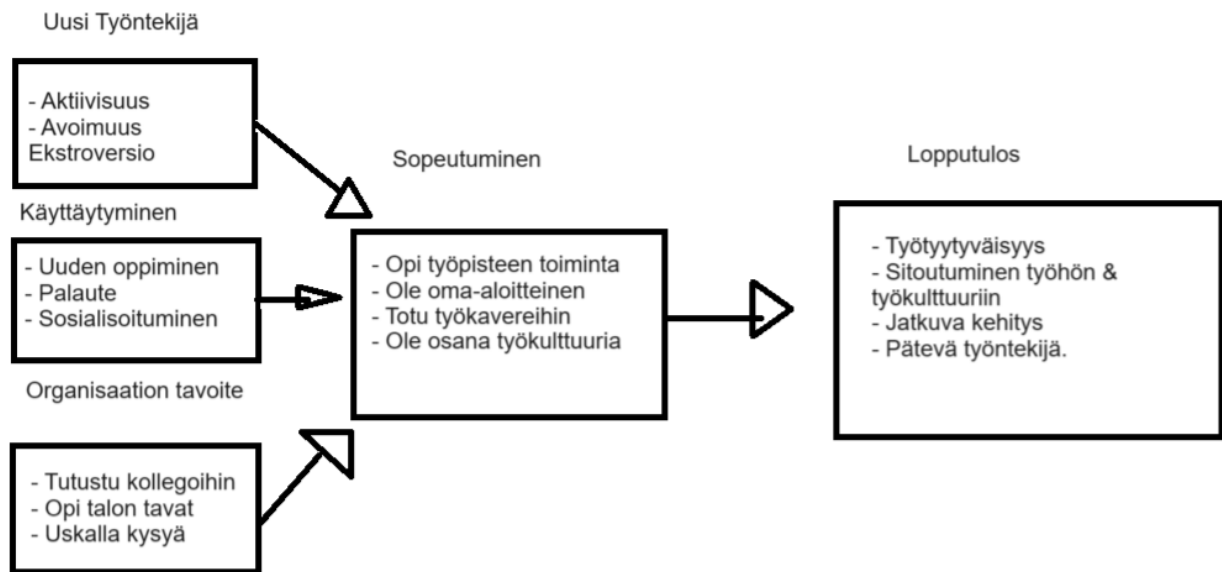 Uusi Työntekijä
- Aktiivisuus
- Avoimuus
Ekstroversio
Käyttäytyminen
- Uuden oppiminen
- Palaute
- Sosialisoituminen
Organisaation tavoite
- Tutustu kollegoihin
- Opi talon tavat
- Uskalla kysyä
Sopeutuminen
- Opi työpisteen toiminta
- Ole oma-aloitteinen
- Totu työkavereihin
- Ole osana työkulttuuria
Lopputulos
- Työtyytyväisyys
- Sitoutuminen työhön &
työkulttuuriin
- Jatkuva kehitys
- Pätevä työntekijä.